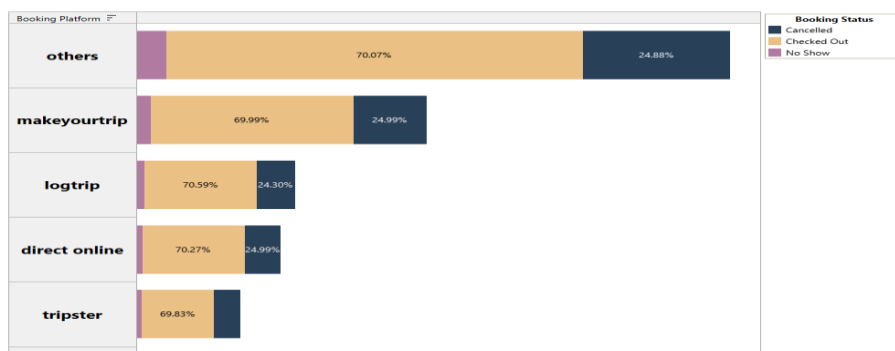 Booking Platform
others
70.07%
24.88%
makeyourtrip
69.99%
24.99%
logtrip
70.59%
24.30%
direct online
70.27%
24.99%
tripster
69.83%
Booking Status
Cancelled
Checked Out
No Show